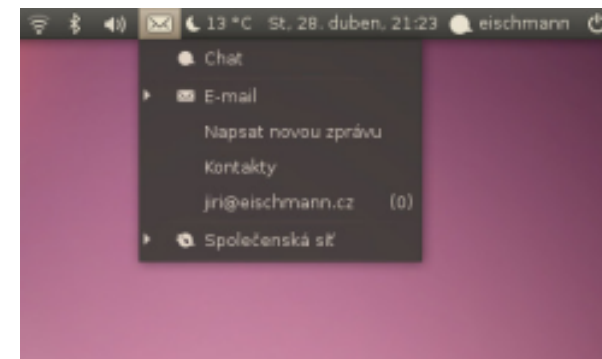 13 °C St, 28. duben, 21:23 eischmann
Chat
E-mail
Napsat novou zprávu
Kontakty
jiri@eischmann.cz (0)
Společenská síť